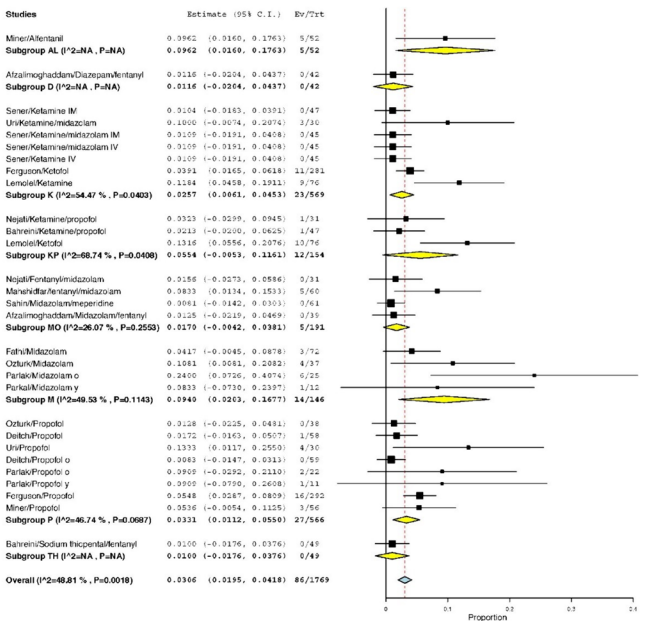 Studies Estimate (95% C.I.) Ev/Trt
Miner/Alfentanil 0.0962 (0.0160, 0.1763) 5/52
Subgroup AL (I^2=NA , P=NA) 0.0962 (0.0160, 0.1763) 5/52
Afzalimoghaddam/Diazepam/fentanyl 0.0116 (-0.0204, 0.0437) 0/42
Subgroup D (I^2=NA , P=NA) 0.0116 (-0.0204, 0.0437) 0/42
Sener/Ketamine IM 0.0104 (-0.0183, 0.0391) 0/47
Uri/Ketamine/midazolam 0.1000 (-0.0074, 0.2074) 3/30
Sener/Ketamine/midazolam IM 0.0109 (-0.0191, 0.0408) 0/45
Sener/Ketamine/midazolam IV 0.0109 (-0.0191, 0.0408) 0/45
Sener/Ketamine IV 0.0109 (-0.0191, 0.0408) 0/45
Ferguson/Ketofol 0.0391 (0.0165, 0.0618) 11/281
Lemolel/Ketamine 0.1184 (0.0458, 0.1911) 9/76
Subgroup K (I^2=54.47 % , P=0.0403) 0.0257 (0.0061, 0.0453) 23/569
Nejati/Ketamine/propofol 0.0323 (-0.0299, 0.0945) 1/31
Bahreini/Ketamine/propofol 0.0213 (-0.0200, 0.0625) 1/47
Lemolel/Ketofol 0.1316 (0.0556, 0.2076) 10/76
Subgroup KP (I^2=68.74 % , P=0.0408) 0.0554 (-0.0053, 0.1161) 12/154
Nejati/Fentanyl/midazolam 0.0156 (-0.0273, 0.0586) 0/31
Mahshidfar/fentanyl/midazolam 0.0833 (0.0134, 0.1533) 5/60
Sahin/Midazolam/meperidine 0.0081 (-0.0142, 0.0303) 0/61
Afzalimoghaddam/Midazolam/fentanyl 0.0125 (-0.0219, 0.0469) 0/39
Subgroup MO (I^2=26.07 % , P=0.2553) 0.0170 (-0.0042, 0.0381) 5/191
Fathi/Midazolam 0.0417 (-0.0045, 0.0878) 3/72
Ozturk/Midazolam 0.1081 (0.0081, 0.2082) 4/37
Parlak/Midazolam o 0.2400 (0.0726, 0.4074) 6/25
Parkal/Midazolam y 0.0833 (-0.0730, 0.2397) 1/12
Subgroup M (I^2=49.53 % , P=0.1143) 0.0940 (0.0203, 0.1677) 14/146
Ozturk/Propofol 0.0128 (-0.0225, 0.0481) 0/38
Deitch/Propofol 0.0172 (-0.0163, 0.0507) 1/58
Uri/Propofol 0.1333 (0.0117, 0.2550) 4/30
Deitch/Propofol o 0.0083 (-0.0147, 0.0313) 0/59
Parlak/Propofol o 0.0909 (-0.0292, 0.2110) 2/22
Parlak/Propofol y 0.0909 (-0.0790, 0.2608) 1/11
Ferguson/Propofol 0.0548 (0.0287, 0.0809) 16/292
Miner/Propofol 0.0536 (-0.0054, 0.1125) 3/56
Subgroup P (I^2=46.74 % , P=0.0687) 0.0331 (0.0112, 0.0550) 27/566
Bahreini/Sodium thiopental/fentanyl 0.0100 (-0.0176, 0.0376) 0/49
Subgroup TH (I^2=NA , P=NA) 0.0100 (-0.0176, 0.0376) 0/49
Overall (I^2=48.81 % , P=0.0018) 0.0306 (0.0195, 0.0418) 86/1769
0 0.1 0.2 0.3 0.4
Proportion